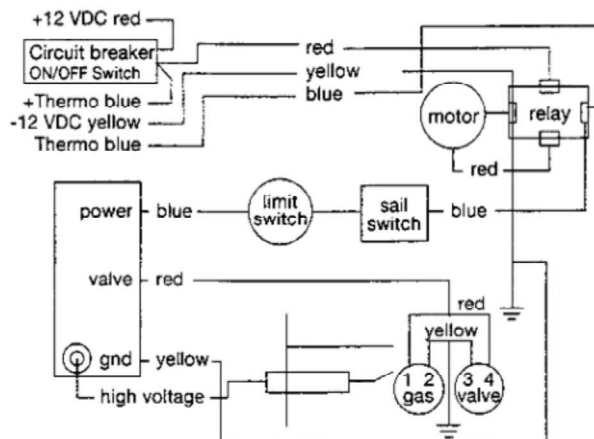 +12 VDC red
Circuit breaker
ON/OFF Switch
+Thermo blue
-12 VDC yellow
Thermo blue
red
yellow
blue
motor
relay
red
power
blue
limit
switch
sail
switch
blue
valve
red
red
yellow
gnd
yellow
1 2
gas
3 4
valve
high voltage